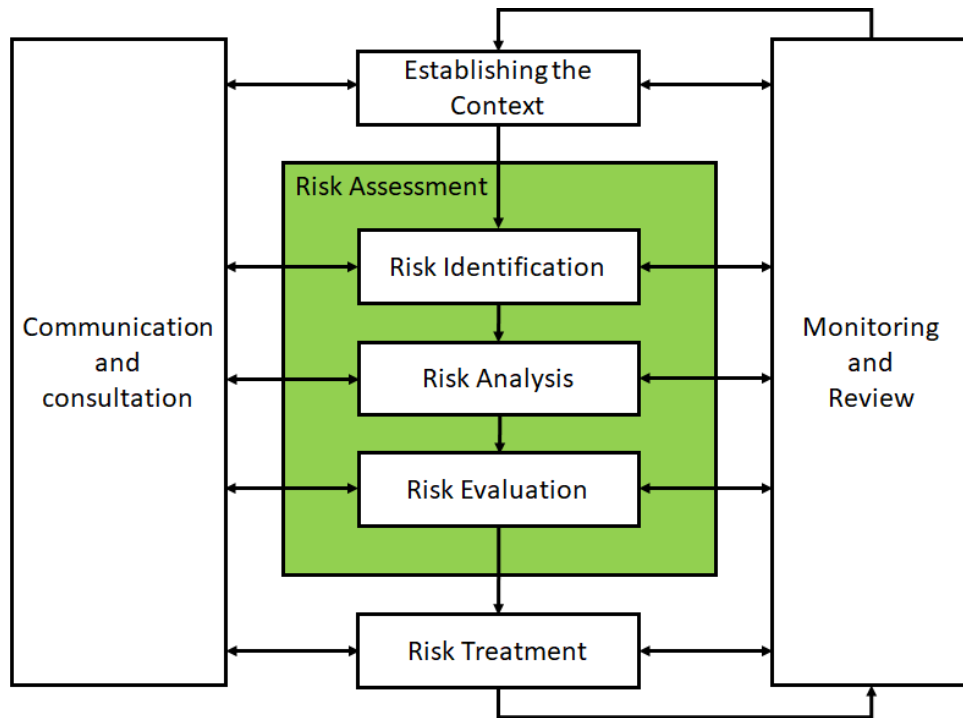 Establishing the
Context
Risk Assessment
Risk Identification
Communication
and
consultation
Risk Analysis
Monitoring
and
Review
Risk Evaluation
Risk Treatment